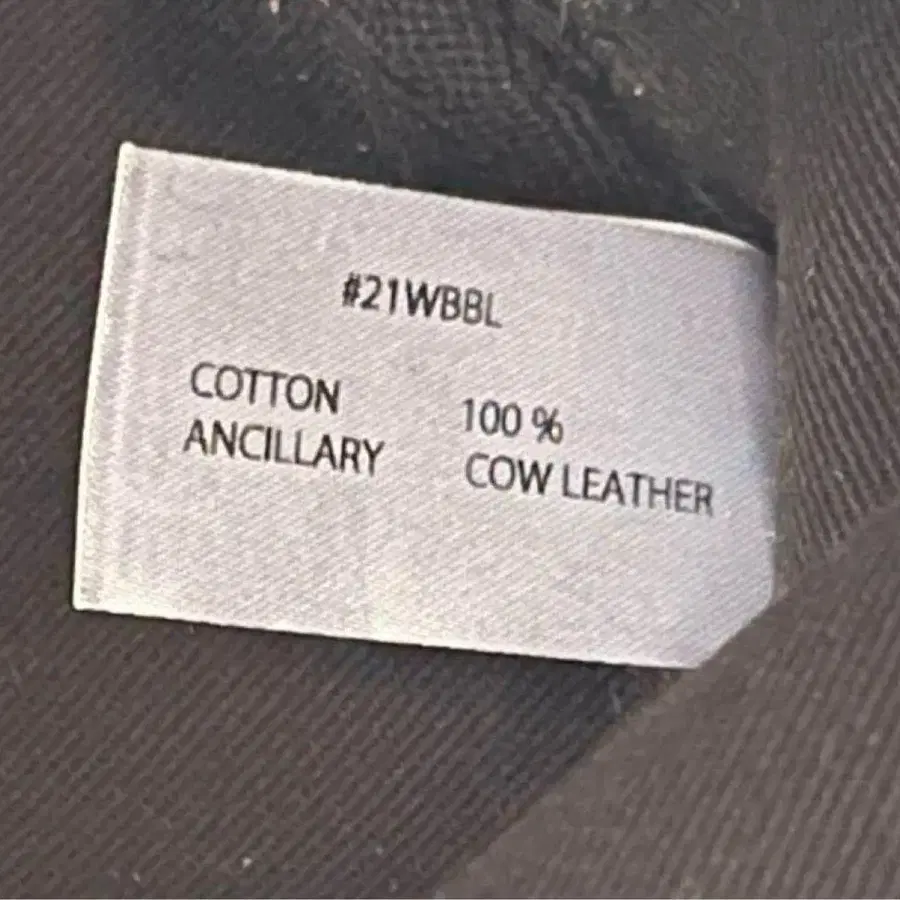 #21WBBL
COTTON 100 %
ANCILLARY COW LEATHER